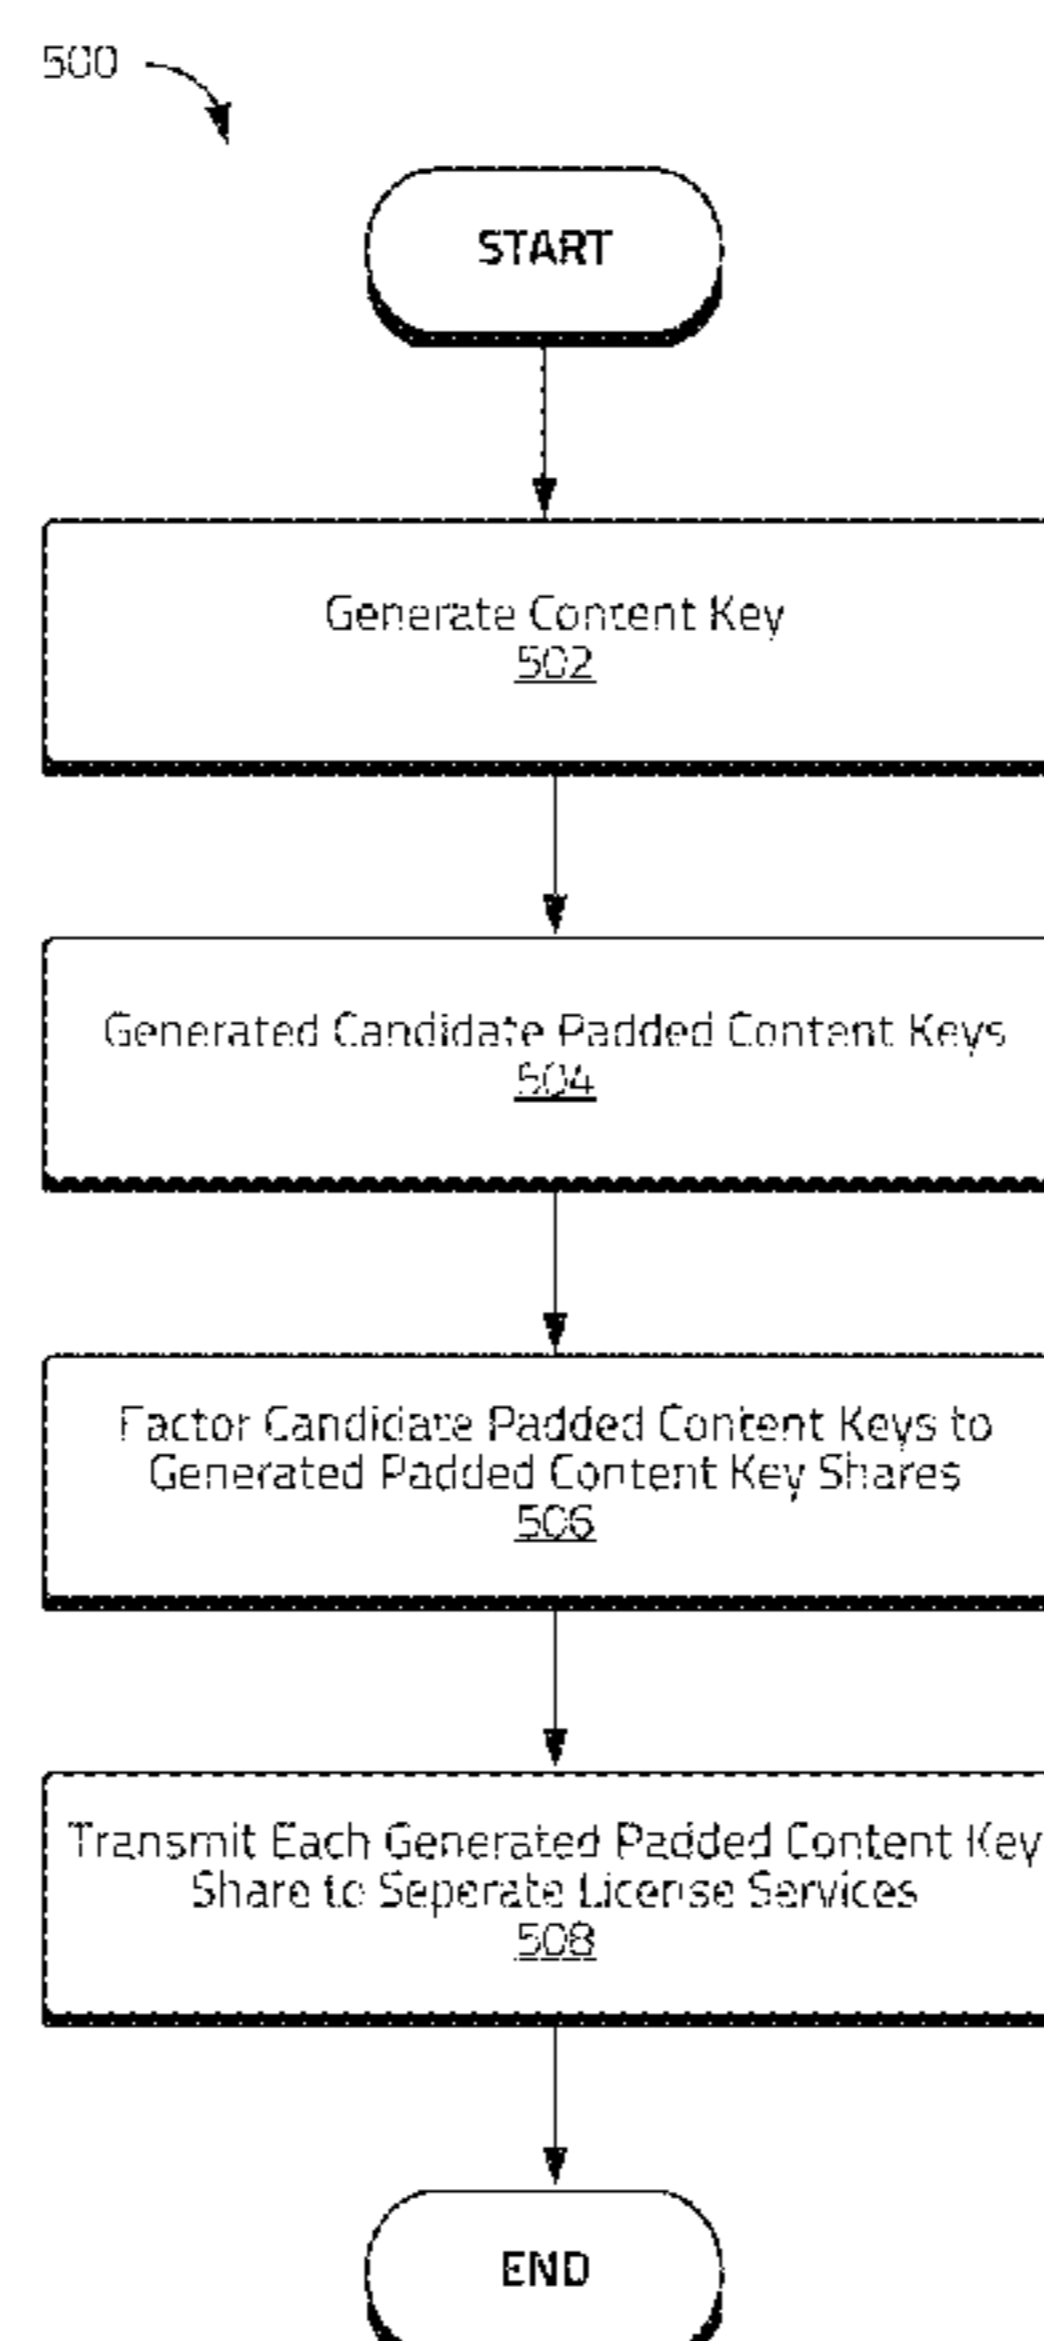 500
START
Generate Content Key
502
Generated Candidate Padded Content Keys
504
Factor Candidate Padded Content Keys to
Generated Padded Content Key Shares
506
Transmit Each Generated Padded Content Key
Share to Seperate License Services
508
END